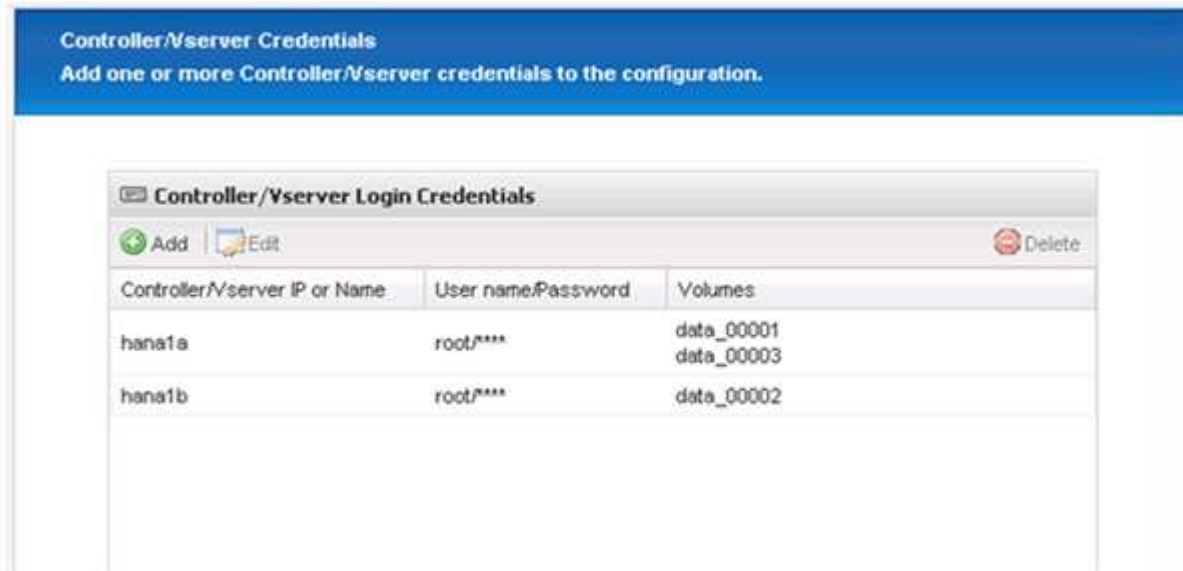 Controller/Vserver Credentials
Add one or more Controller/Vserver credentials to the configuration.
Controller/Vserver Login Credentials
Add Edit Delete
Controller/Vserver IP or Name User name/Password Volumes
hana1a root/**** data_00001
data_00003
hana1b root/**** data_00002